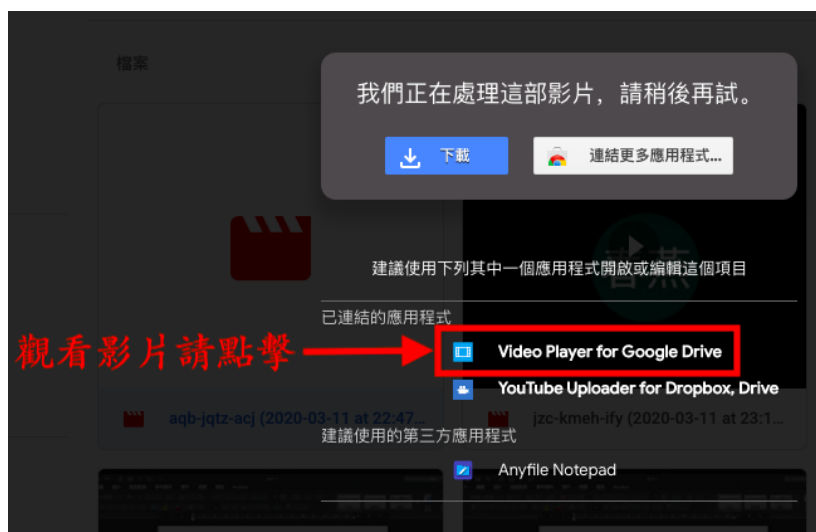 檔案
我們正在處理這部影片，請稍後再試。
下載
連結更多應用程式...
建議使用下列其中一個應用程式開啟或編輯這個項目
已連結的應用程式
觀看影片請點擊
Video Player for Google Drive
YouTube Uploader for Dropbox, Drive
aqb-jqtz-acj (2020-03-11 at 22:47...
jzc-kmeh-ify (2020-03-11 at 23:1...
建議使用的第三方應用程式
Anyfile Notepad